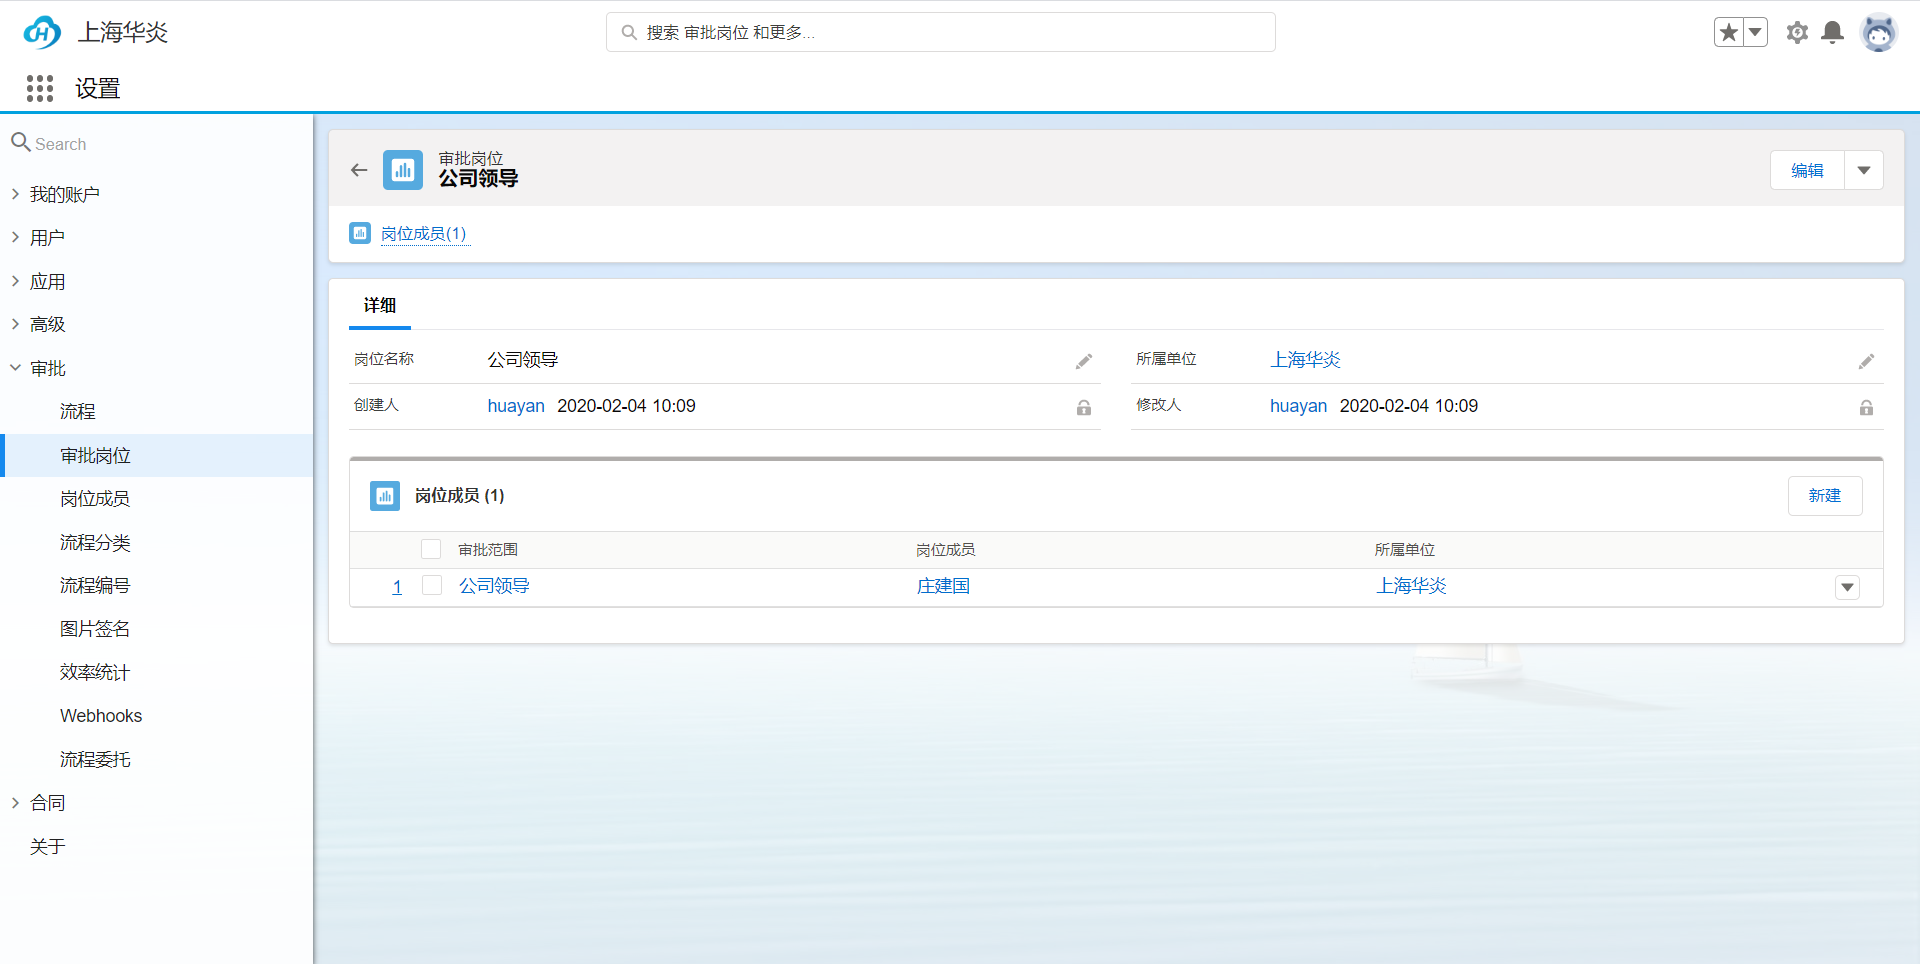 上海华炎
搜索 审批岗位 和更多...
设置
Search
我的账户
用户
应用
高级
审批
流程
审批岗位
岗位成员
流程分类
流程编号
图片签名
效率统计
Webhooks
流程委托
合同
关于
审批岗位
公司领导
编辑
岗位成员(1)
详细
岗位名称 公司领导 所属单位 上海华炎
创建人 huayan 2020-02-04 10:09 修改人 huayan 2020-02-04 10:09
岗位成员 (1) 新建
审批范围 岗位成员 所属单位
1 公司领导 庄建国 上海华炎